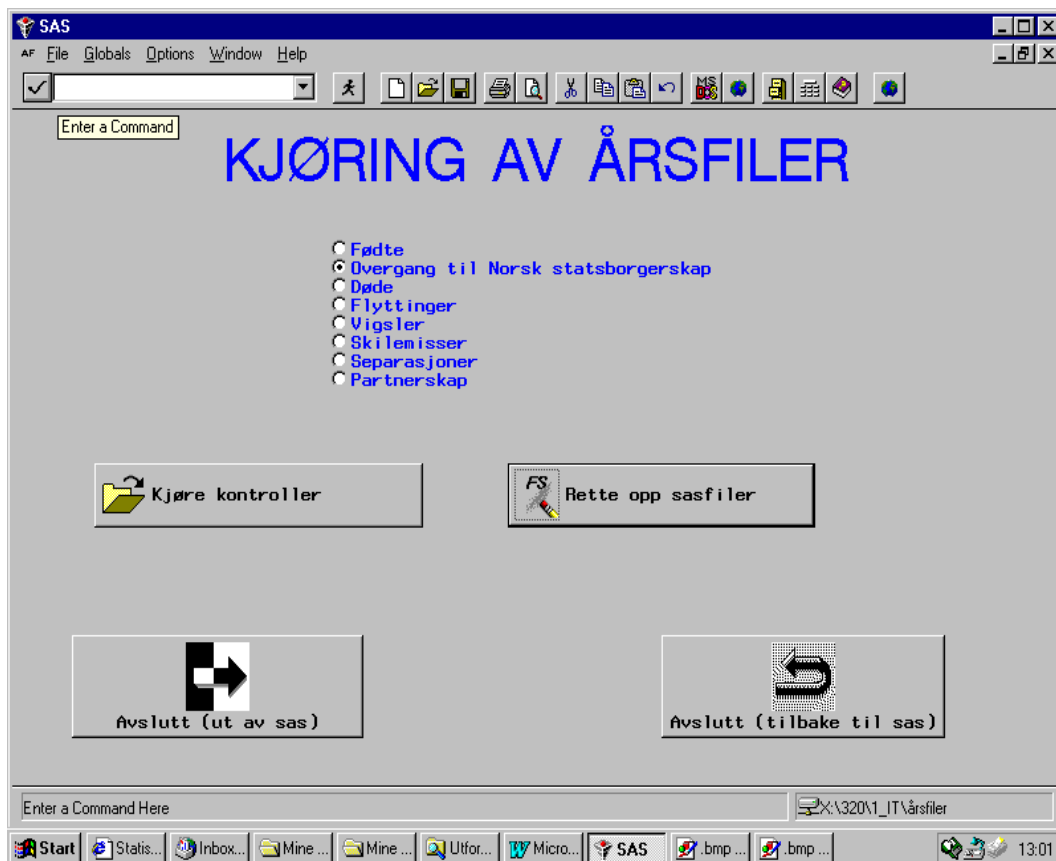 SAS
AF File Globals Options Window Help
MS DOS
Enter a Command
KJØRING AV ÅRSFILER
Fødte
Overgang til Norsk statsborgerskap
Døde
Flyttinger
Vigsler
Skilemisser
Separasjoner
Partnerskap
Kjøre kontroller
FS Rette opp sasfiler
Avslutt (ut av sas)
Avslutt (tilbake til sas)
Enter a Command Here X:\320\1_IT\årsfiler
Start Statis... Inbox... Mine ... Mine ... Utfor... Micro... SAS .bmp ... .bmp ... 13:01